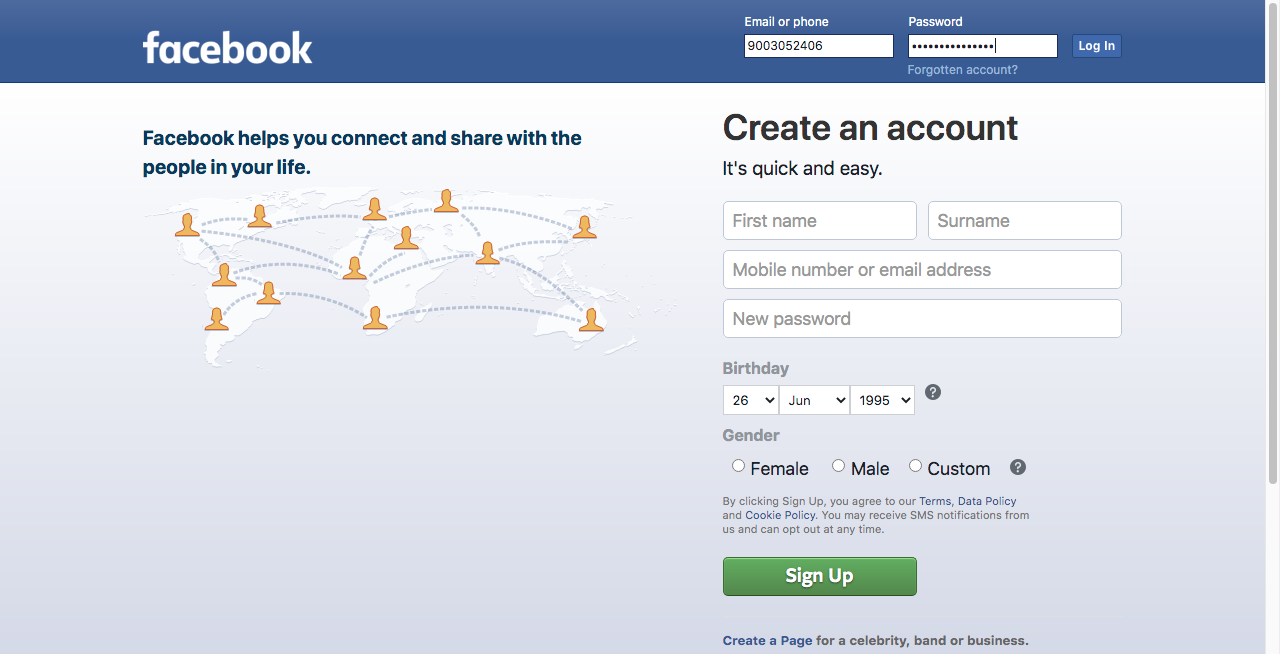 facebook
Email or phone
Password
9003052406
•••••••••••••••
Log In
Forgotten account?
Facebook helps you connect and share with the
people in your life.
Create an account
It's quick and easy.
First name
Surname
Mobile number or email address
New password
Birthday
26
Jun
1995
?
Gender
Female
Male
Custom
?
By clicking Sign Up, you agree to our Terms, Data Policy
and Cookie Policy. You may receive SMS notifications from
us and can opt out at any time.
Sign Up
Create a Page for a celebrity, band or business.